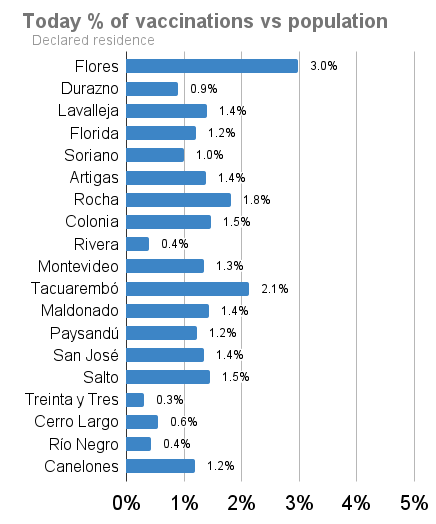 Today % of vaccinations vs population
Declared residence
Flores 3.0%
Durazno 0.9%
Lavalleja 1.4%
Florida 1.2%
Soriano 1.0%
Artigas 1.4%
Rocha 1.8%
Colonia 1.5%
Rivera 0.4%
Montevideo 1.3%
Tacuarembó 2.1%
Maldonado 1.4%
Paysandú 1.2%
San José 1.4%
Salto 1.5%
Treinta y Tres 0.3%
Cerro Largo 0.6%
Río Negro 0.4%
Canelones 1.2%
0% 1% 2% 3% 4% 5%